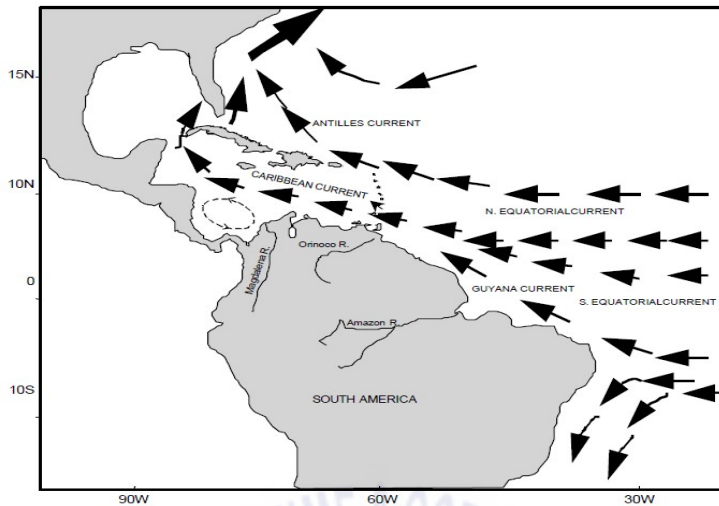 15N
ANTILLES CURRENT
10N
CARIBBEAN CURRENT
N. EQUATORIALCURRENT
Orinoco R.
Magdalena R.
0
GUYANA CURRENT
S. EQUATORIALCURRENT
Amazon R.
10S
SOUTH AMERICA
90W
60W
30W